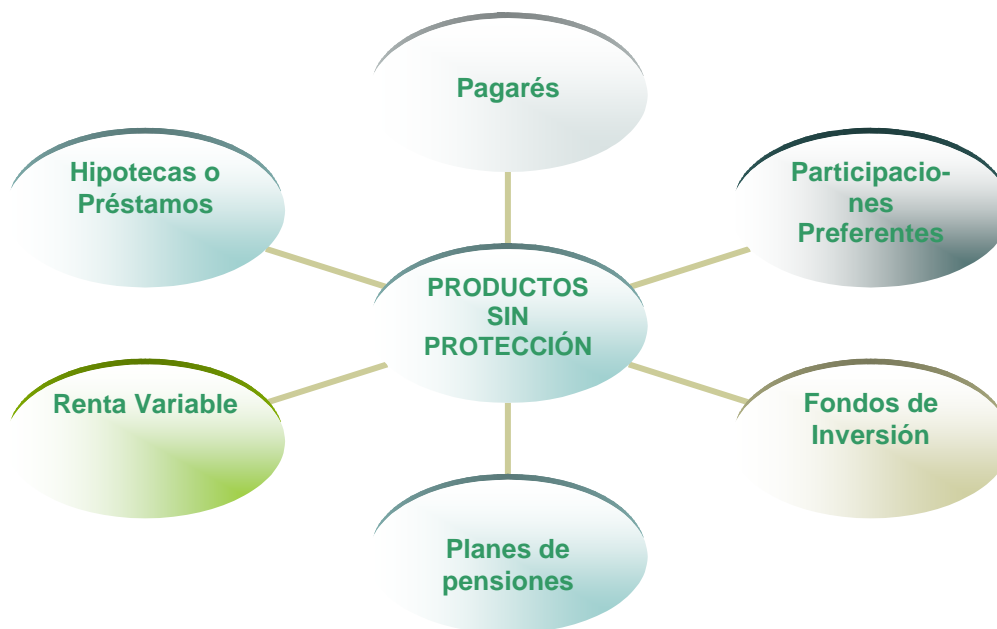 Pagarés
Hipotecas o
Préstamos
Participacio-
nes
Preferentes
PRODUCTOS
SIN
PROTECCIÓN
Renta Variable
Fondos de
Inversión
Planes de
pensiones